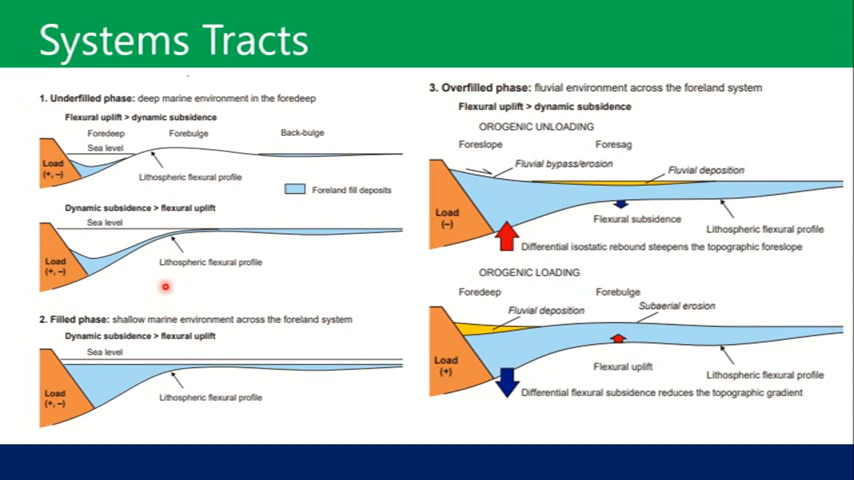 Systems Tracts
1. Underfilled phase: deep marine environment in the foredeep
Flexural uplift > dynamic subsidence
Foredeep Forebulge Back-bulge
Sea level
Load
(+, –)
Lithospheric flexural profile
Foreland fill deposits
Dynamic subsidence > flexural uplift
Sea level
Load
(+, –)
Lithospheric flexural profile
2. Filled phase: shallow marine environment across the foreland system
Dynamic subsidence > flexural uplift
Sea level
Load
(+, –)
Lithospheric flexural profile
3. Overfilled phase: fluvial environment across the foreland system
Flexural uplift > dynamic subsidence
OROGENIC UNLOADING
Foreslope Foresag
Fluvial bypass/erosion
Fluvial deposition
Load
(–)
Flexural subsidence
Lithospheric flexural profile
Differential isostatic rebound steepens the topographic foreslope
OROGENIC LOADING
Foredeep Forebulge
Fluvial deposition
Subaerial erosion
Load
(+)
Flexural uplift
Lithospheric flexural profile
Differential flexural subsidence reduces the topographic gradient